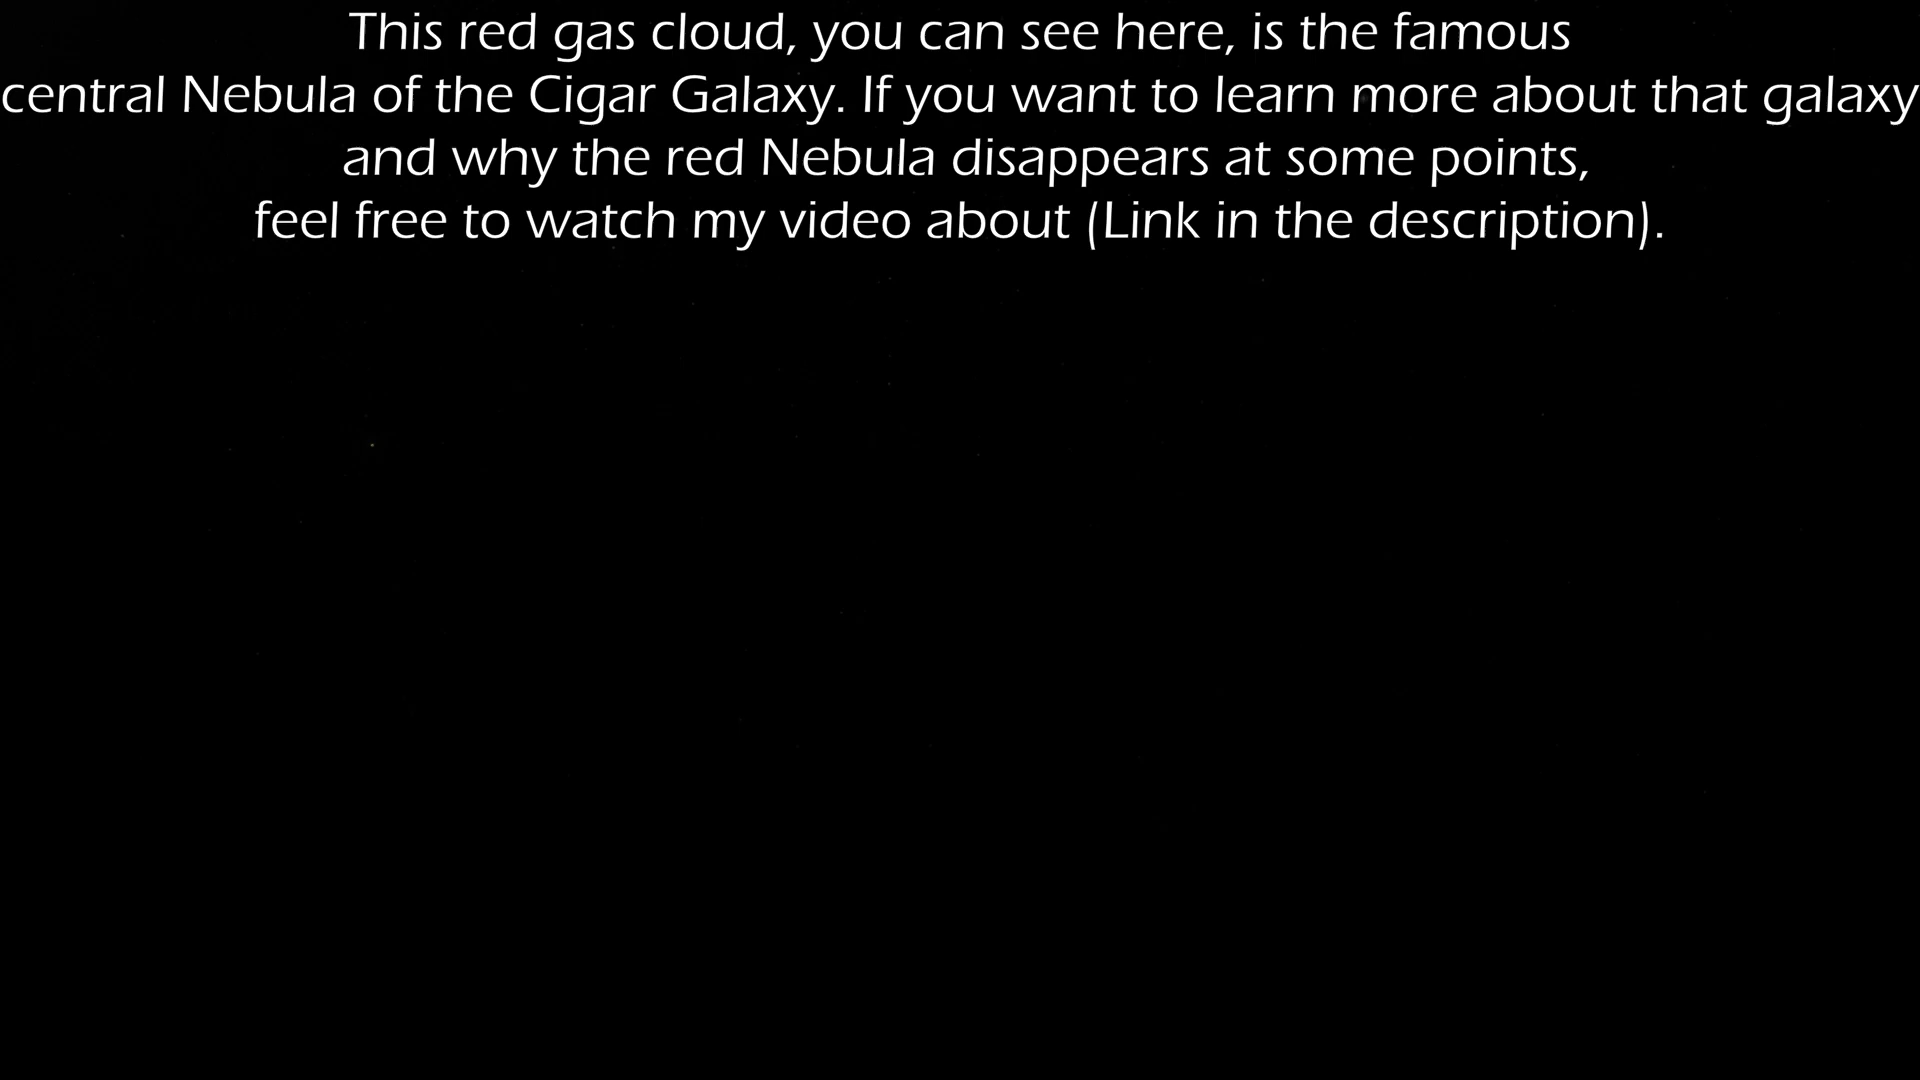 This red gas cloud, you can see here, is the famous
central Nebula of the Cigar Galaxy. If you want to learn more about that galaxy
and why the red Nebula disappears at some points,
feel free to watch my video about (Link in the description).